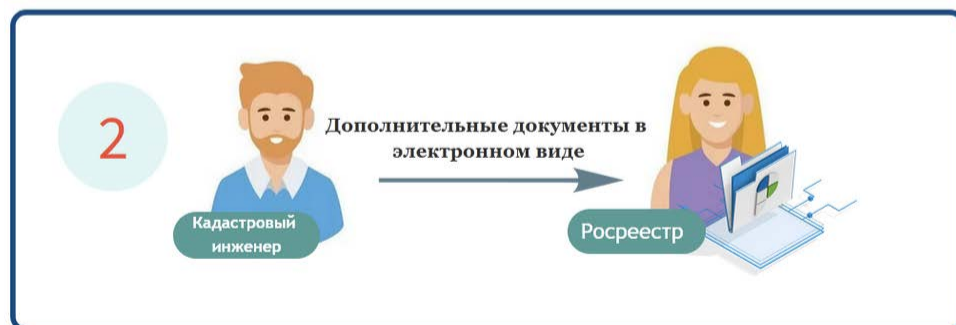 2
Дополнительные документы в
электронном виде
Кадастровый
инженер
Росреестр